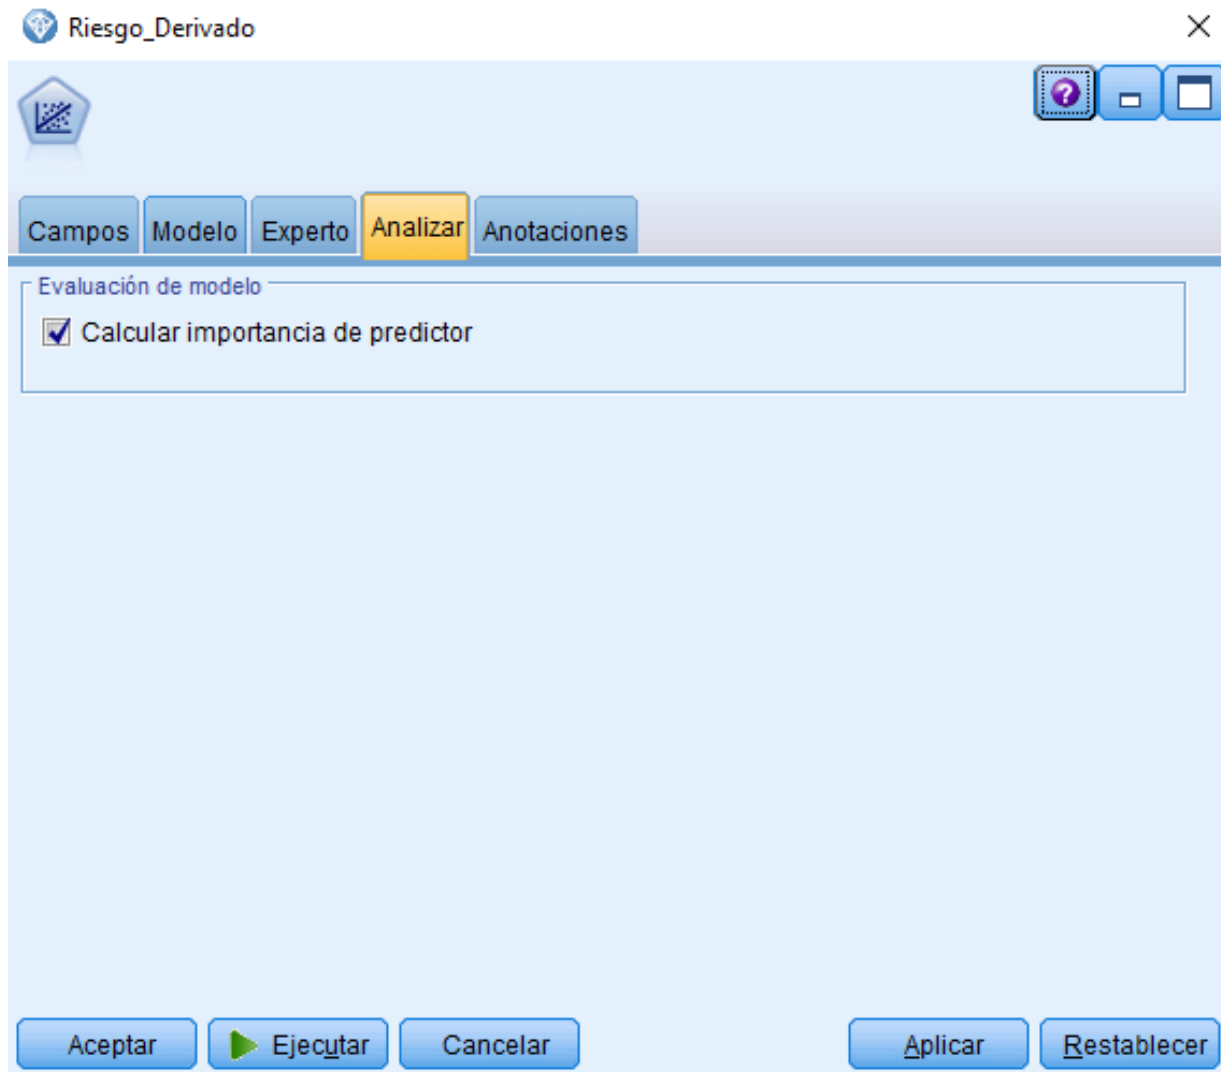 Riesgo_Derivado
Campos Modelo Experto Analizar Anotaciones
Evaluación de modelo
Calcular importancia de predictor
Aceptar Ejecutar Cancelar Aplicar Restablecer